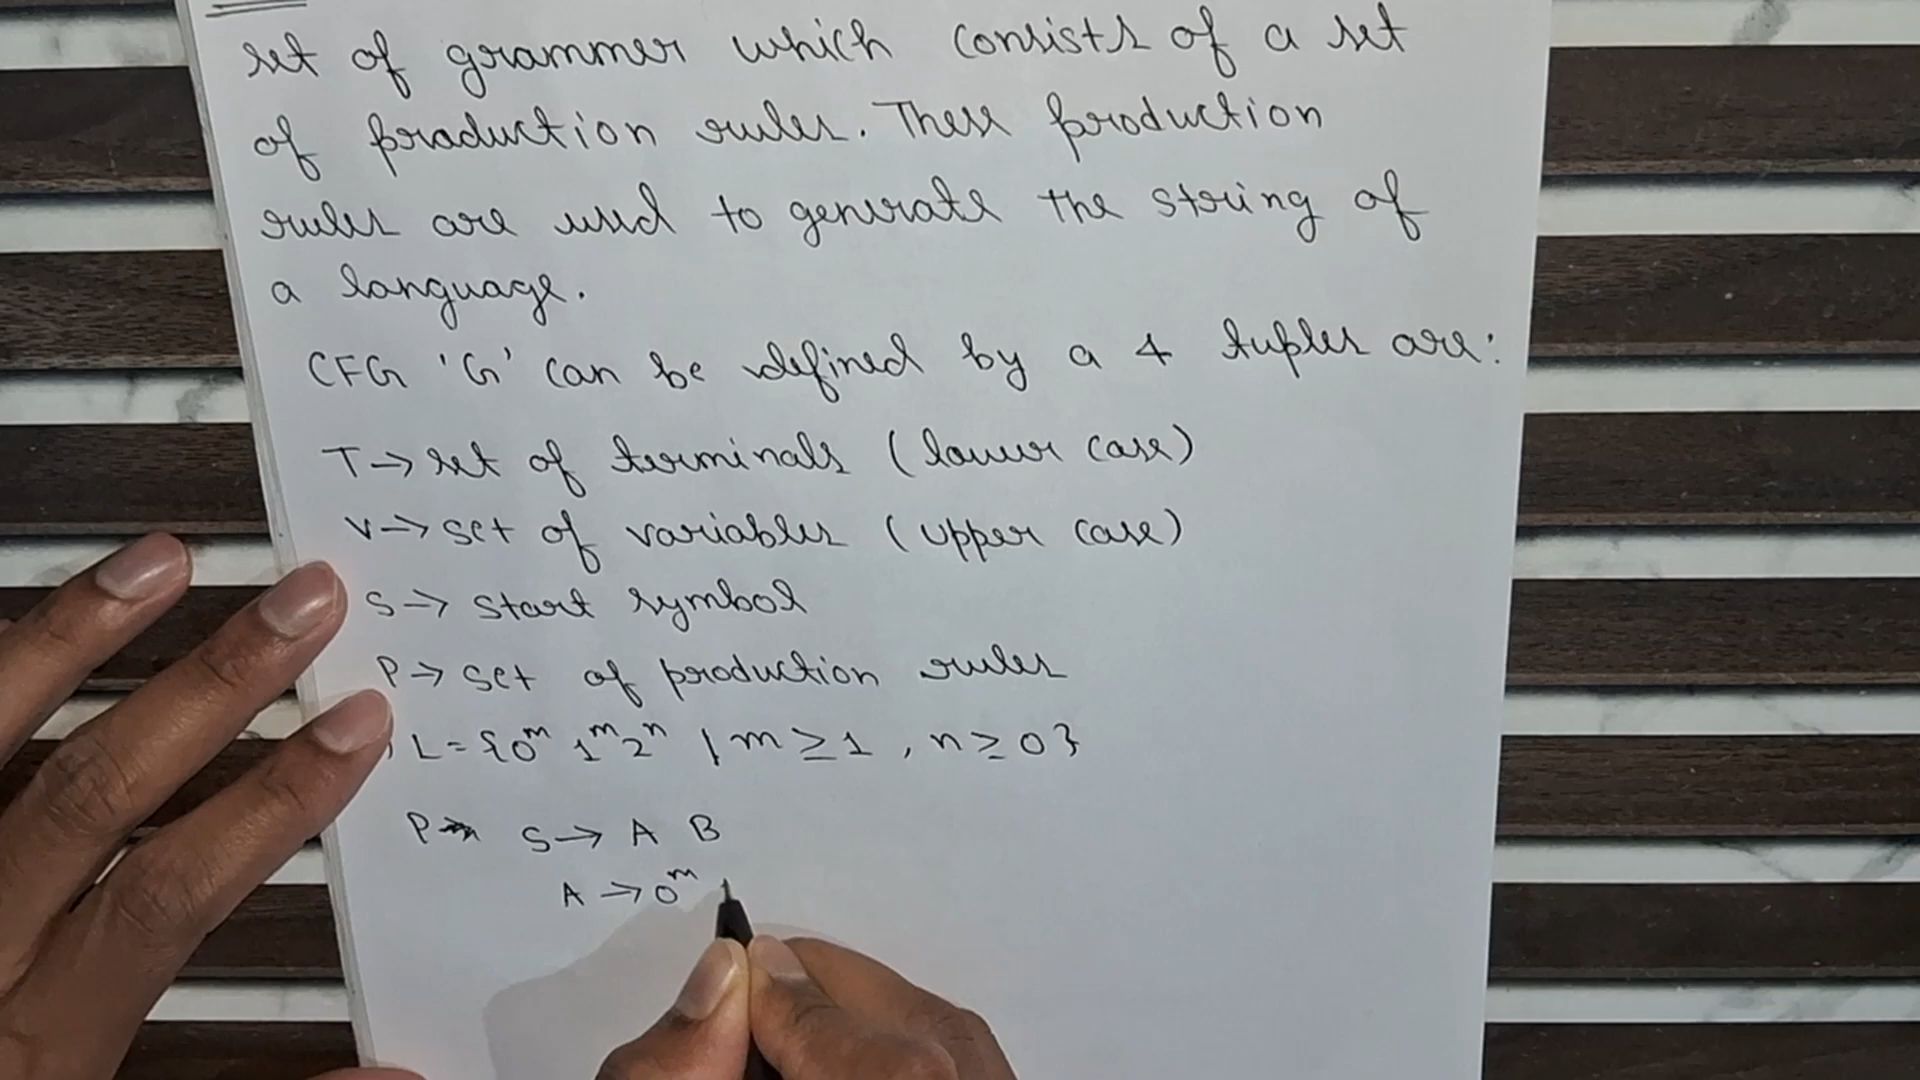 set of grammer which consists of a set
of production rules. These production
rules are used to generate the string of
a language.
CFG 'G' can be defined by a 4 tuples are:
T → set of terminals (lower case)
V → set of variables (upper case)
S → start symbol
P → set of production rules
) L = {0^m 1^m 2^n | m ≥ 1, n ≥ 0}
P S → A B
A → 0^m